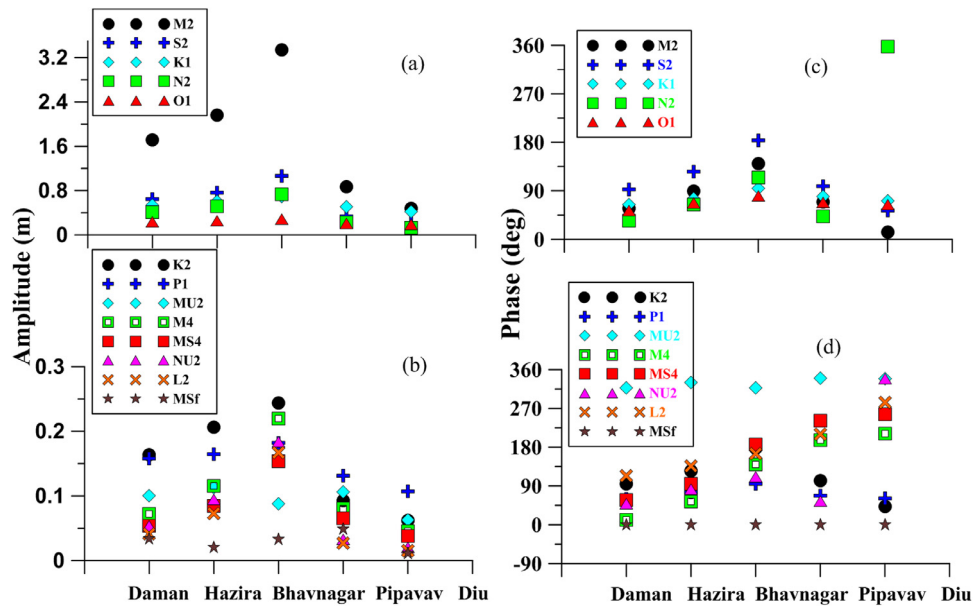 Amplitude (m)
3.2
2.4
1.6
0.8
0
M2
S2
K1
N2
O1
(a)
0.3
0.2
0.1
0
K2
P1
MU2
M4
MS4
NU2
L2
MSf
(b)
Daman Hazira Bhavnagar Pipavav Diu
Phase (deg)
360
270
180
90
0
M2
S2
K1
N2
O1
(c)
360
270
180
90
0
-90
K2
P1
MU2
M4
MS4
NU2
L2
MSf
(d)
Daman Hazira Bhavnagar Pipavav Diu